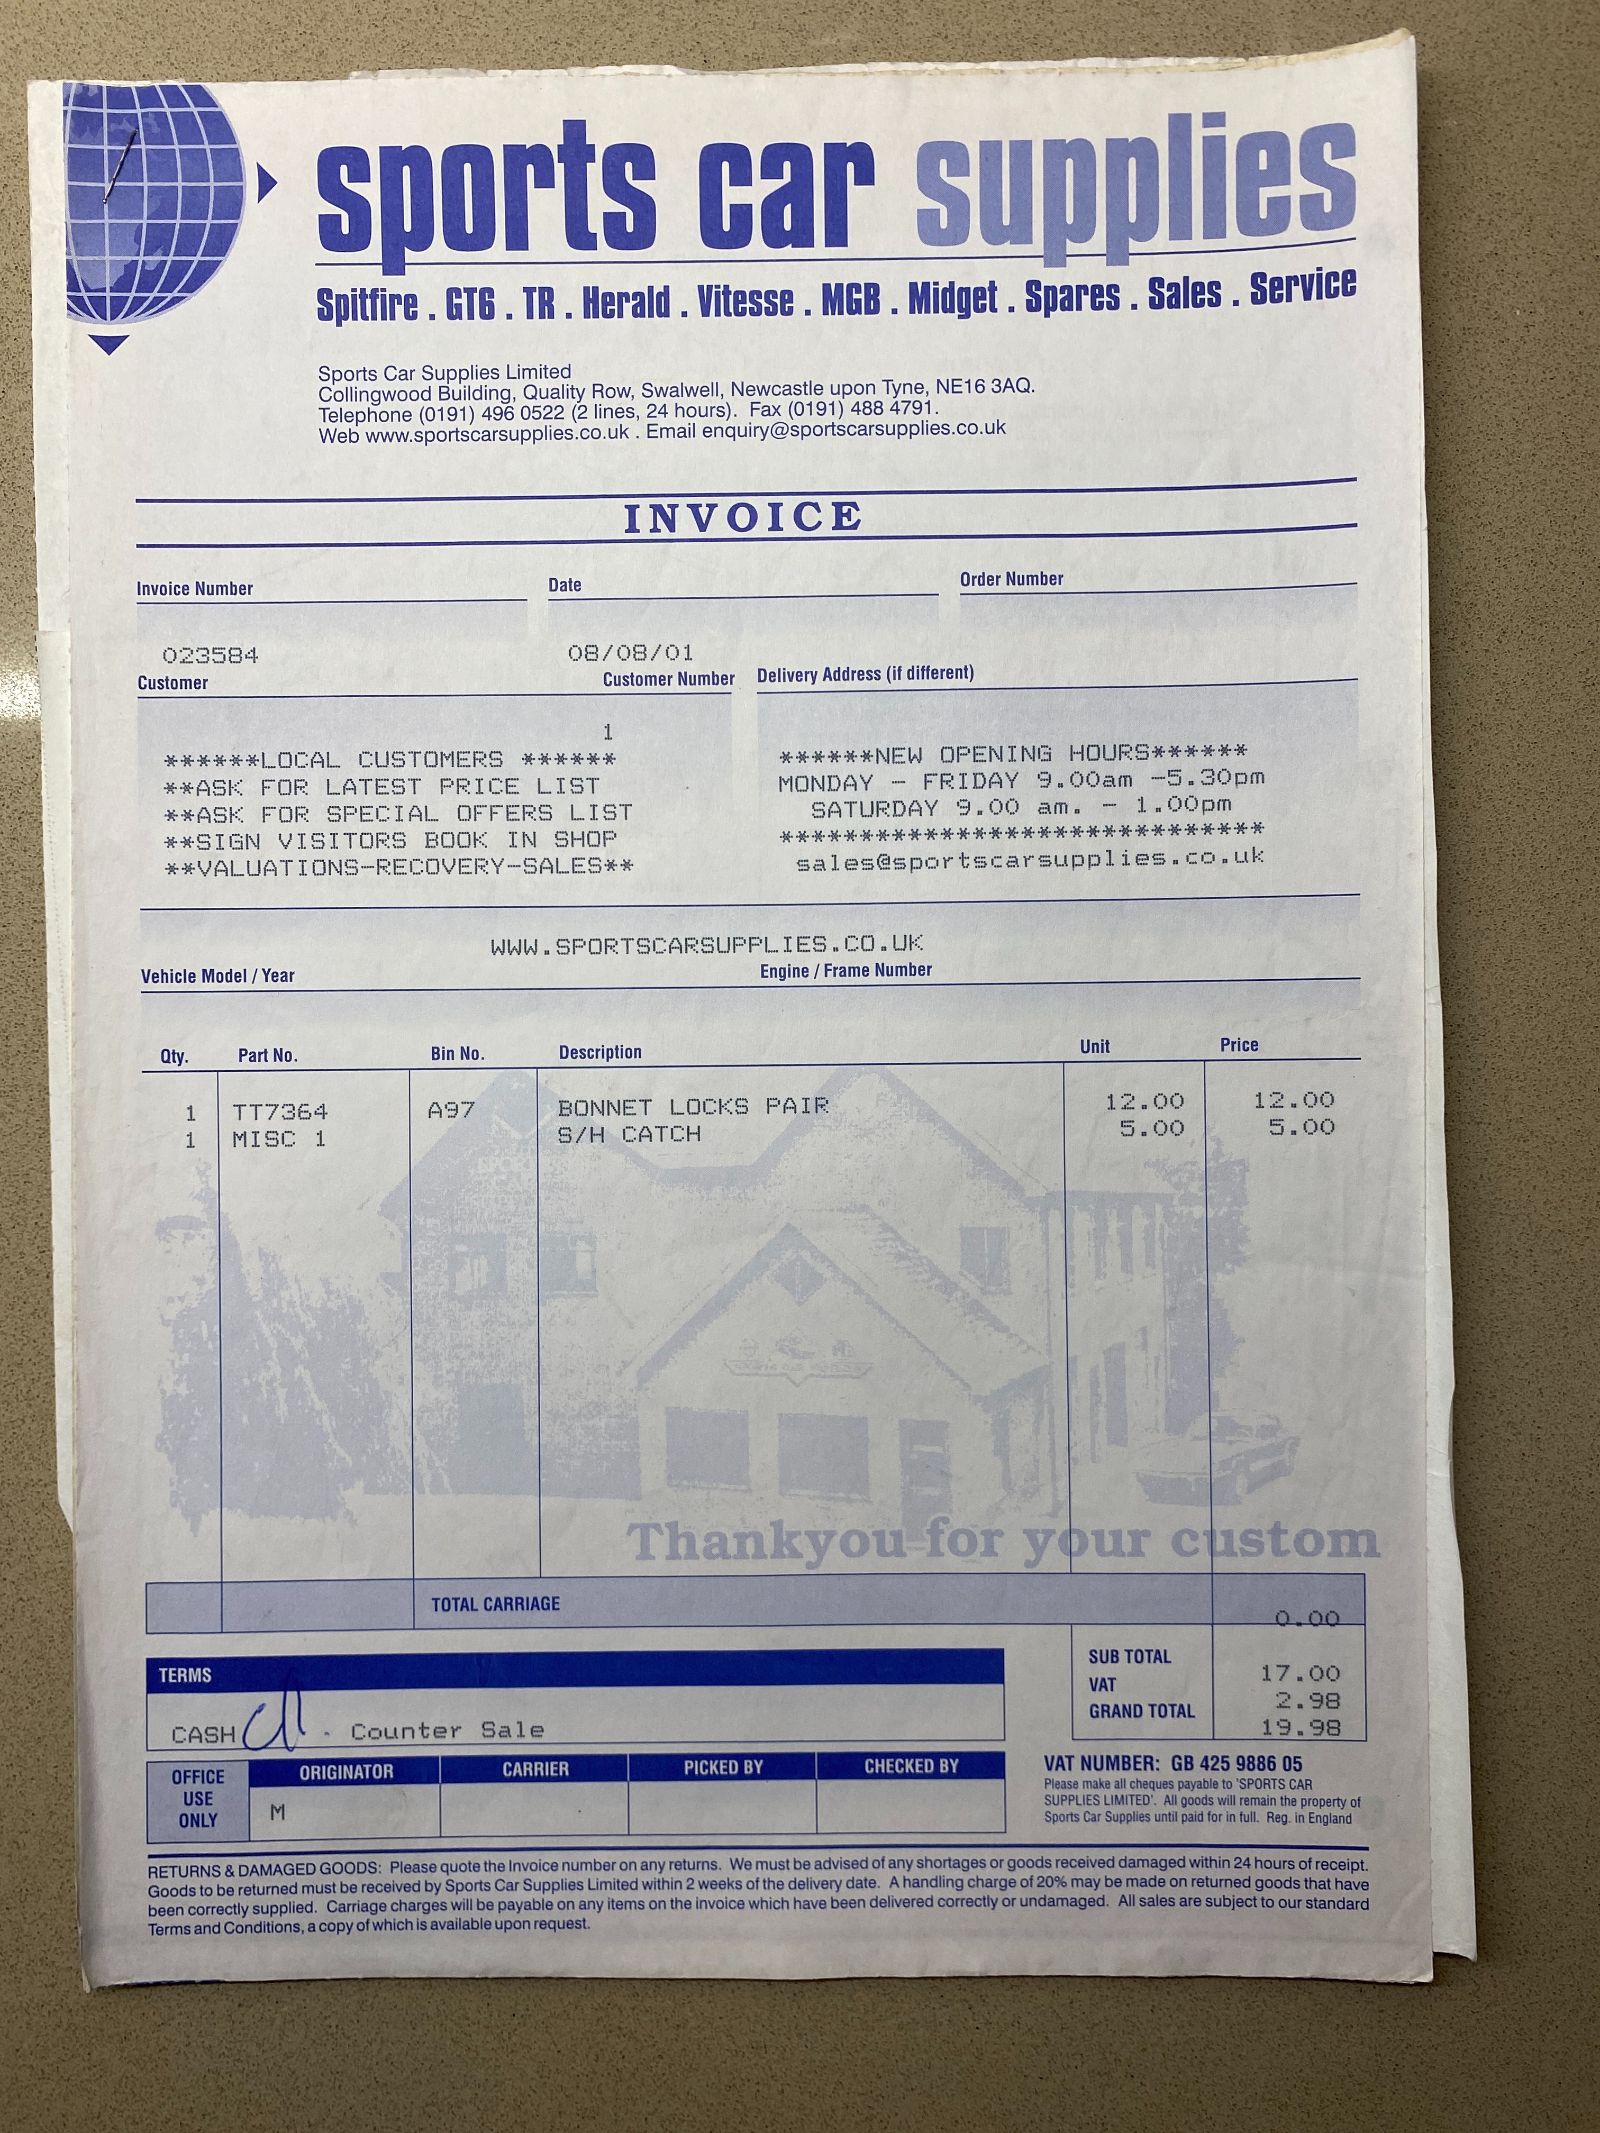 sports car supplies
Spitfire . GT6 . TR . Herald . Vitesse . MGB . Midget . Spares . Sales . Service
Sports Car Supplies Limited
Collingwood Building, Quality Row, Swalwell, Newcastle upon Tyne, NE16 3AQ.
Telephone (0191) 496 0522 (2 lines, 24 hours). Fax (0191) 488 4791.
Web www.sportscarsupplies.co.uk . Email enquiry@sportscarsupplies.co.uk
INVOICE
Invoice Number Date Order Number
023584 08/08/01
Customer Customer Number Delivery Address (if different)
1
******LOCAL CUSTOMERS ****** ******NEW OPENING HOURS******
**ASK FOR LATEST PRICE LIST MONDAY - FRIDAY 9.00am -5.30pm
**ASK FOR SPECIAL OFFERS LIST SATURDAY 9.00 am. - 1.00pm
**SIGN VISITORS BOOK IN SHOP ******************************
**VALUATIONS-RECOVERY-SALES** sales@sportscarsupplies.co.uk
WWW.SPORTSCARSUPPLIES.CO.UK
Vehicle Model / Year Engine / Frame Number
Qty. Part No. Bin No. Description Unit Price
1 TT7364 A97 BONNET LOCKS PAIR 12.00 12.00
1 MISC 1 S/H CATCH 5.00 5.00
Thankyou for your custom
TOTAL CARRIAGE 0.00
SUB TOTAL 17.00
VAT 2.98
GRAND TOTAL 19.98
TERMS
CASH . Counter Sale
OFFICE USE ONLY ORIGINATOR CARRIER PICKED BY CHECKED BY
M
VAT NUMBER: GB 425 9886 05
Please make all cheques payable to 'SPORTS CAR
SUPPLIES LIMITED'. All goods will remain the property of
Sports Car Supplies until paid for in full. Reg. in England
RETURNS & DAMAGED GOODS: Please quote the Invoice number on any returns. We must be advised of any shortages or goods received damaged within 24 hours of receipt.
Goods to be returned must be received by Sports Car Supplies Limited within 2 weeks of the delivery date. A handling charge of 20% may be made on returned goods that have
been correctly supplied. Carriage charges will be payable on any items on the invoice which have been delivered correctly or undamaged. All sales are subject to our standard
Terms and Conditions, a copy of which is available upon request.